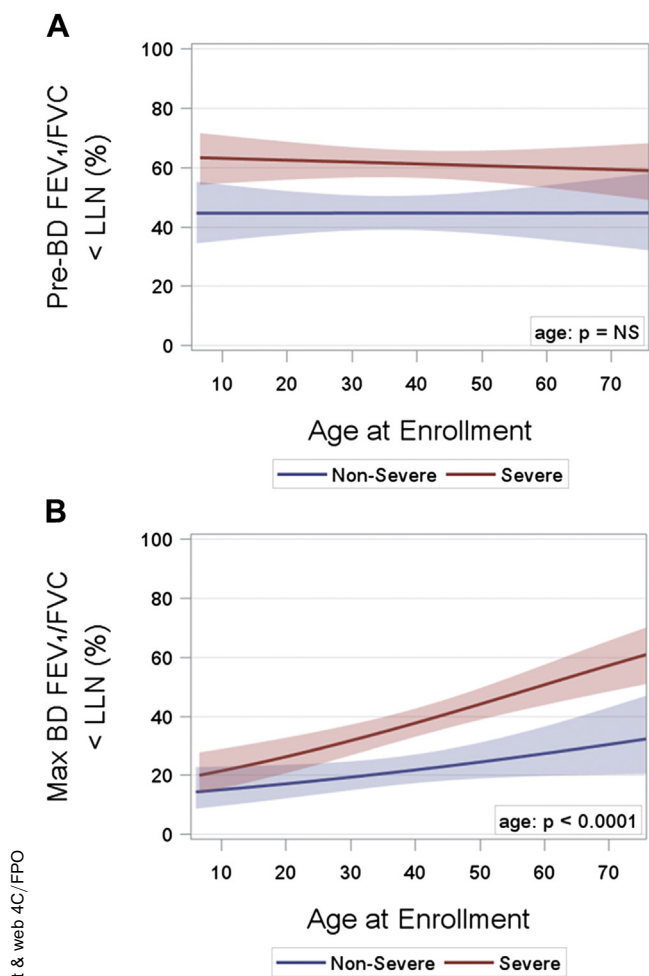 A
Pre-BD FEV₁/FVC
< LLN (%)
100
80
60
40
20
0
age: p = NS
10 20 30 40 50 60 70
Age at Enrollment
Non-Severe Severe
B
Max BD FEV₁/FVC
< LLN (%)
100
80
60
40
20
0
age: p < 0.0001
10 20 30 40 50 60 70
Age at Enrollment
Non-Severe Severe
t & web 4C/FPO